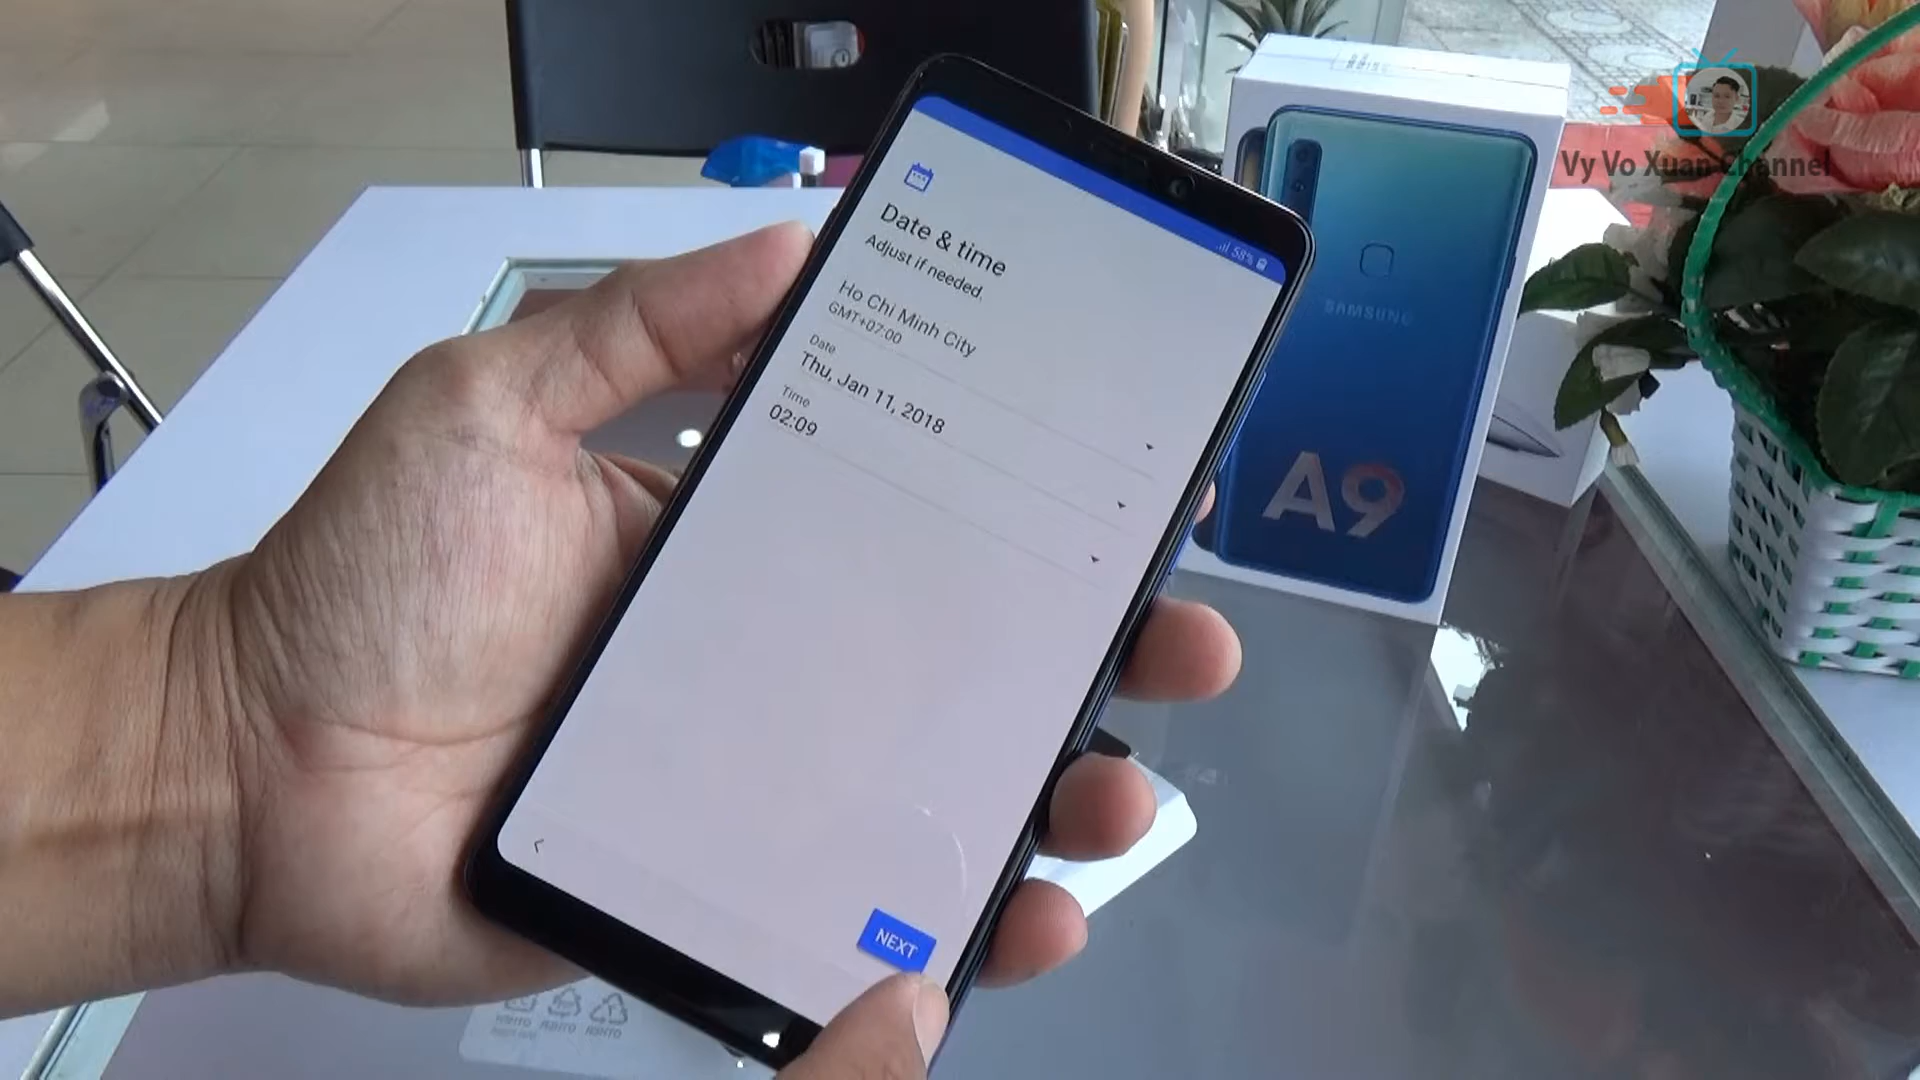 Vy Vo Xuan Channel
58%
Date & time
Adjust if needed.
Ho Chi Minh City
GMT+07:00
Date
Thu, Jan 11, 2018
Time
02:09
NEXT
SAMSUNG
A9